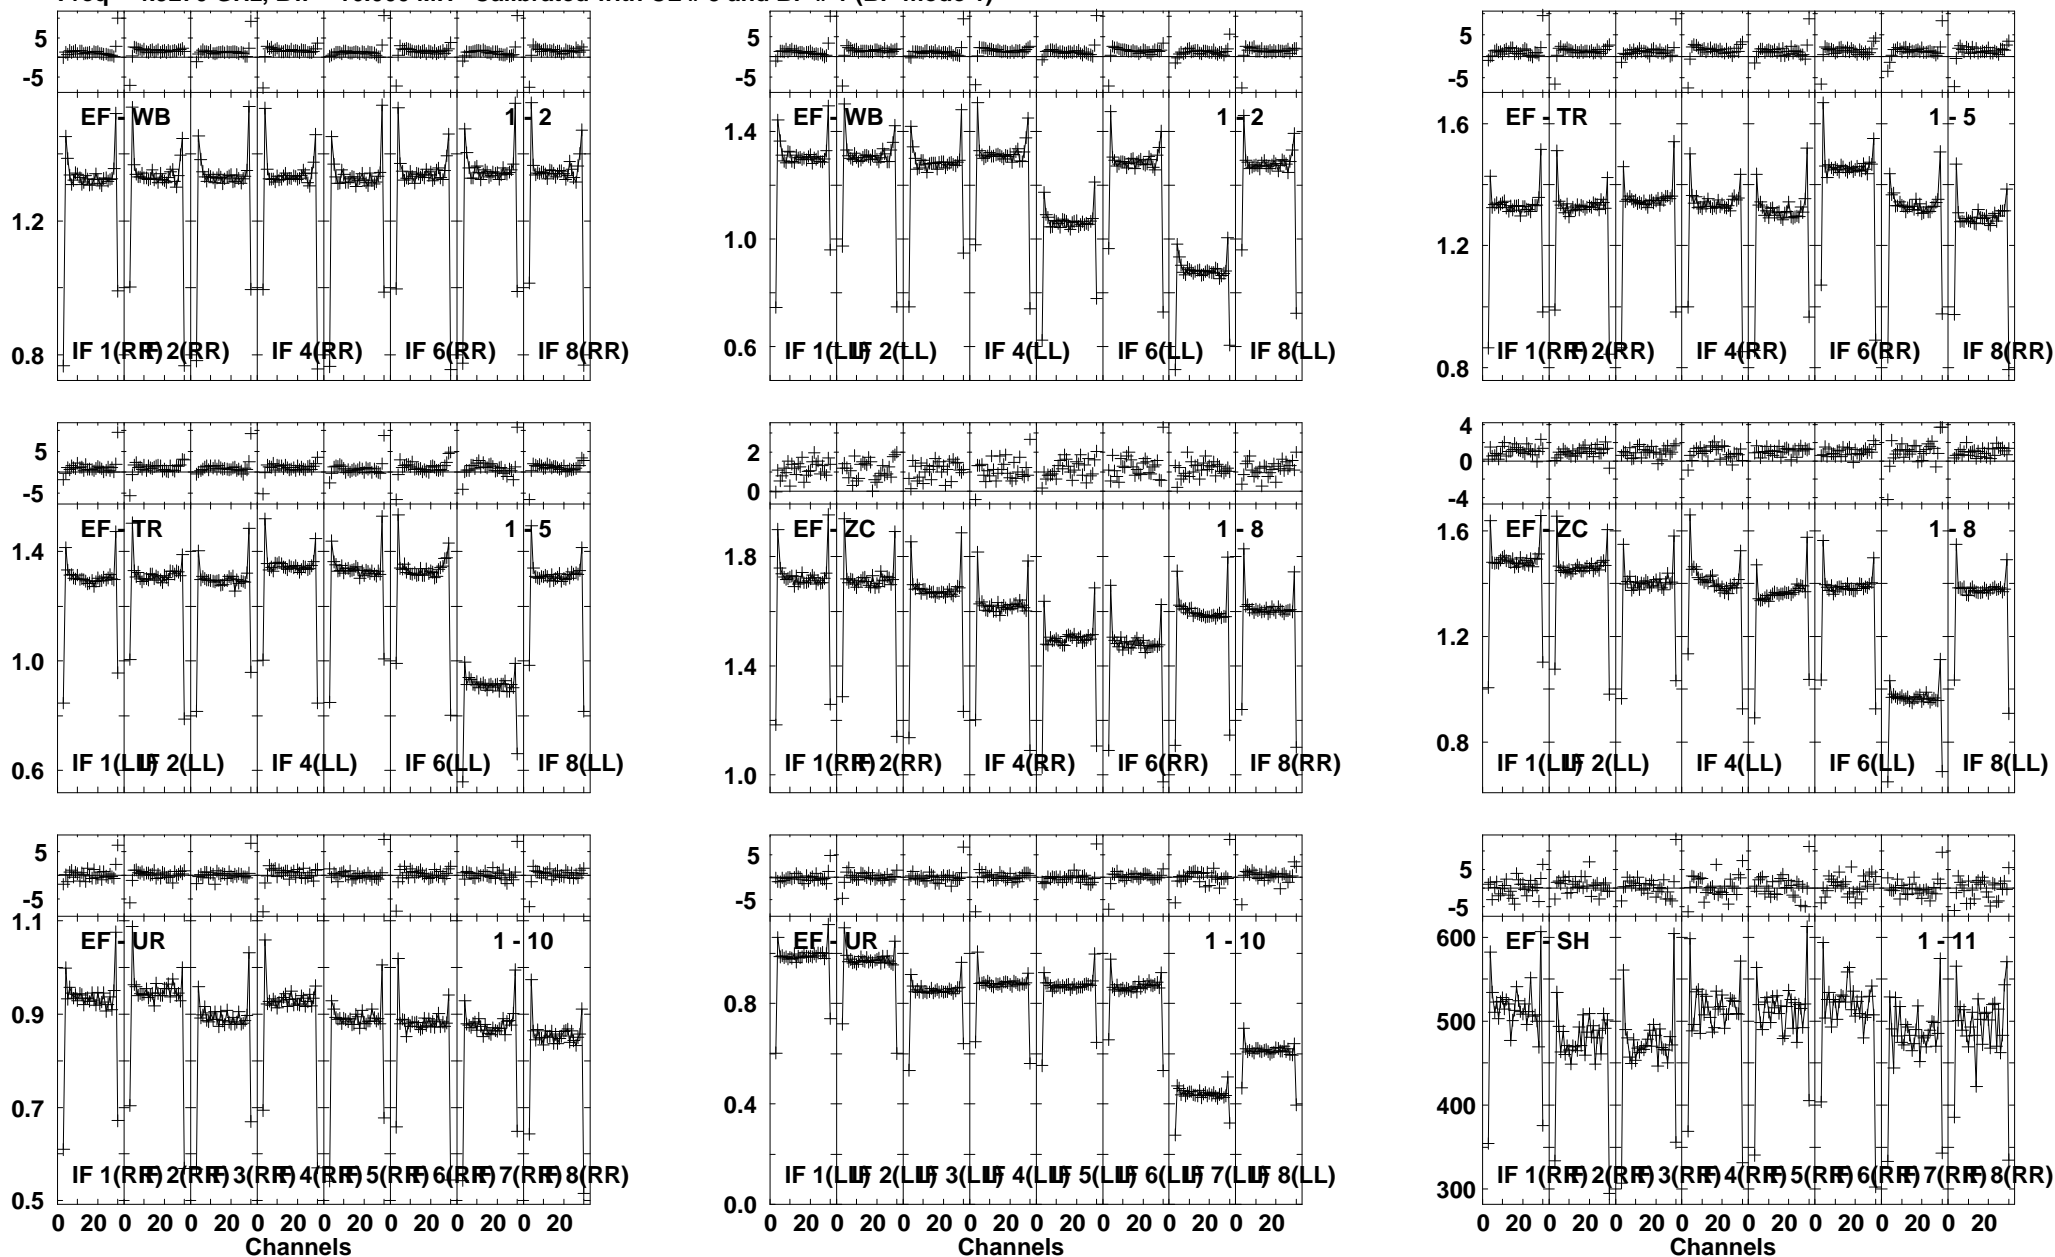 5
-5
EF - WB
1 - 2
1.2
0.8
IF 1(RR)
IF 2(RR)
IF 4(RR)
IF 6(RR)
IF 8(RR)
5
-5
EF - WB
1 - 2
1.4
1.0
0.6
IF 1(LL)
IF 2(LL)
IF 4(LL)
IF 6(LL)
IF 8(LL)
5
-5
EF - TR
1 - 5
1.6
1.2
0.8
IF 1(RR)
IF 2(RR)
IF 4(RR)
IF 6(RR)
IF 8(RR)
5
-5
EF - TR
1 - 5
1.4
1.0
0.6
IF 1(LL)
IF 2(LL)
IF 4(LL)
IF 6(LL)
IF 8(LL)
2
0
EF - ZC
1 - 8
1.8
1.4
1.0
IF 1(RR)
IF 2(RR)
IF 4(RR)
IF 6(RR)
IF 8(RR)
4
0
-4
EF - ZC
1 - 8
1.6
1.2
0.8
IF 1(LL)
IF 2(LL)
IF 4(LL)
IF 6(LL)
IF 8(LL)
5
-5
1.1
EF - UR
1 - 10
0.9
0.7
0.5
IF 1(RR)
IF 2(RR)
IF 3(RR)
IF 4(RR)
IF 5(RR)
IF 6(RR)
IF 7(RR)
IF 8(RR)
0 20 0 20 0 20 0 20 0 20 0 20 0 20 0 20
Channels
5
-5
EF - UR
1 - 10
0.8
0.4
0.0
IF 1(LL)
IF 2(LL)
IF 3(LL)
IF 4(LL)
IF 5(LL)
IF 6(LL)
IF 7(LL)
IF 8(LL)
0 20 0 20 0 20 0 20 0 20 0 20 0 20 0 20
Channels
5
-5
EF - SH
1 - 11
600
500
400
300
IF 1(RR)
IF 2(RR)
IF 3(RR)
IF 4(RR)
IF 5(RR)
IF 6(RR)
IF 7(RR)
IF 8(RR)
0 20 0 20 0 20 0 20 0 20 0 20 0 20 0 20
Channels